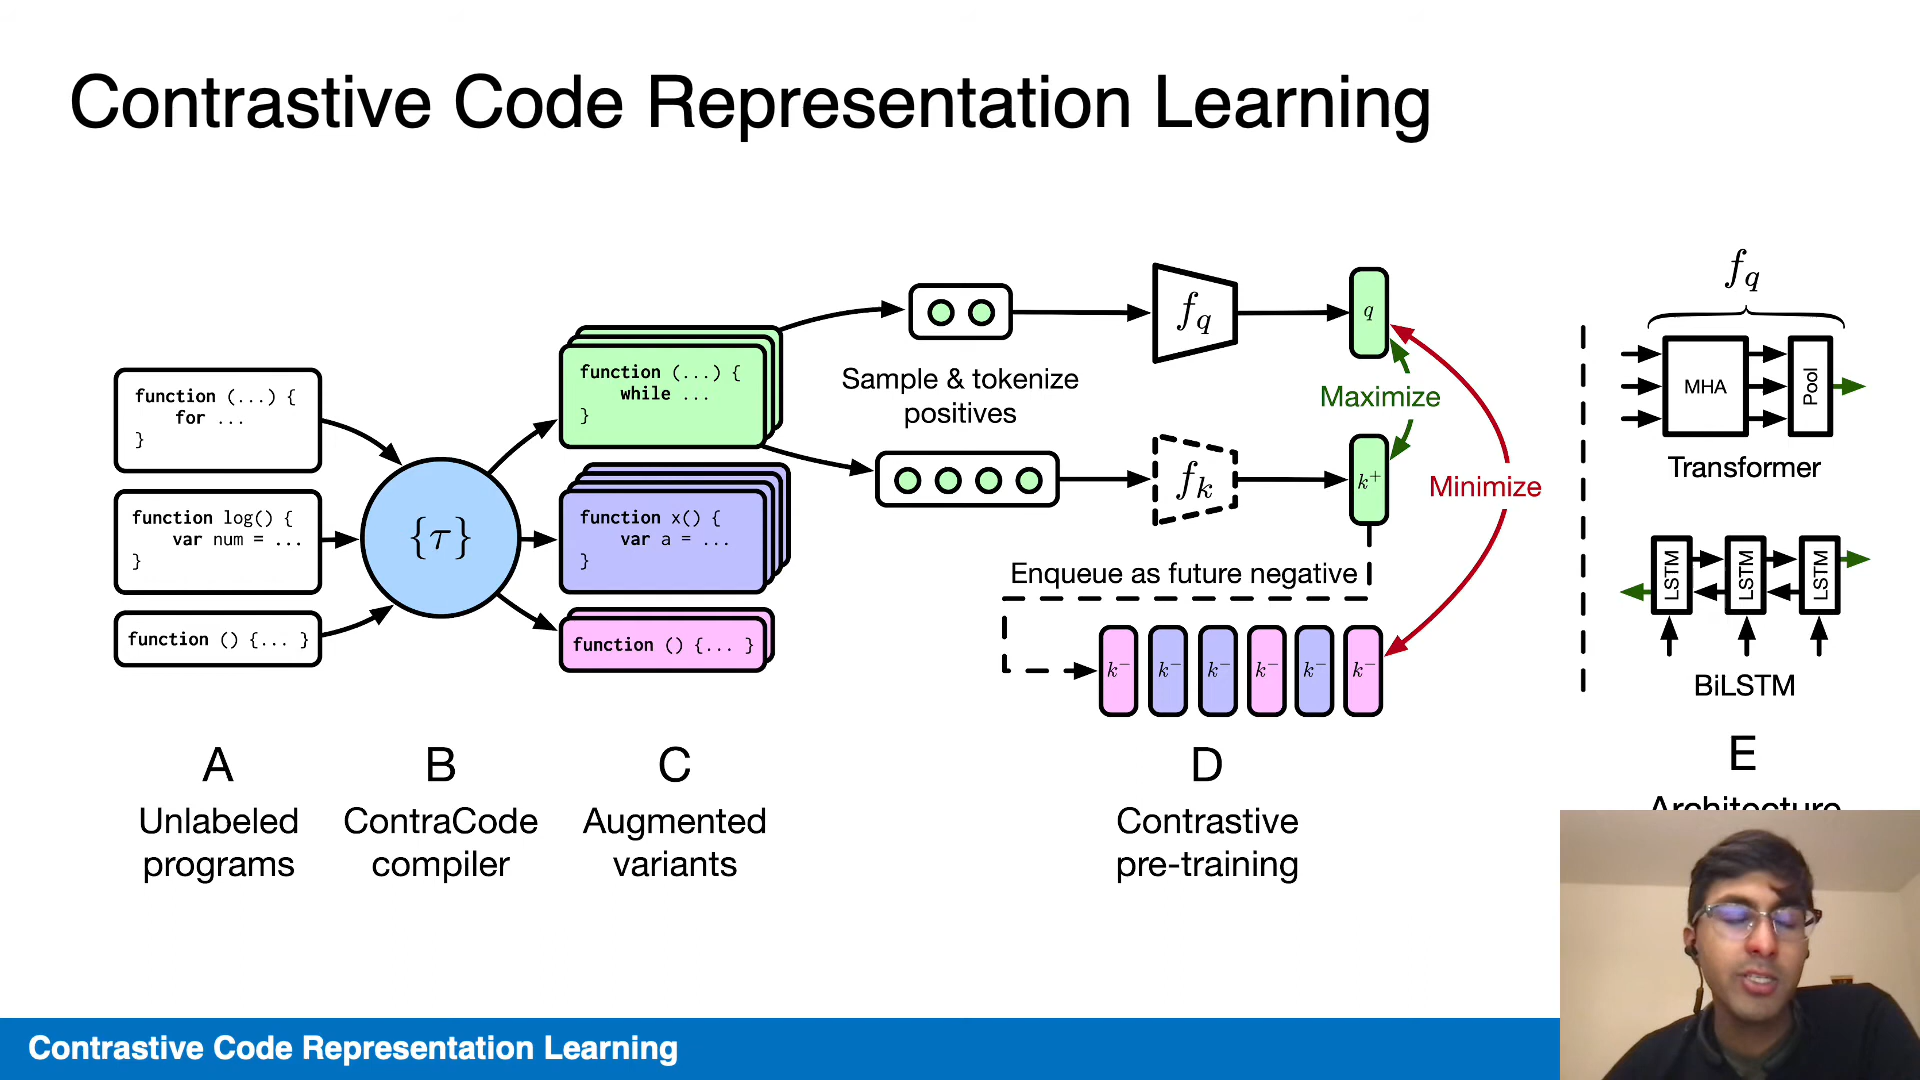 Contrastive Code Representation Learning
function (...) {
for ...
}
function log() {
var num = ...
}
function () {... }
{τ}
function (...) {
while ...
}
function x() {
var a = ...
}
function () {... }
Sample & tokenize
positives
f_q
f_k
q
k⁺
Maximize
Minimize
Enqueue as future negative
k⁻ k⁻ k⁻ k⁻ k⁻ k⁻
f_q
MHA
Pool
Transformer
LSTM LSTM LSTM
BiLSTM
A
Unlabeled
programs
B
ContraCode
compiler
C
Augmented
variants
D
Contrastive
pre-training
E
Architecture
Contrastive Code Representation Learning